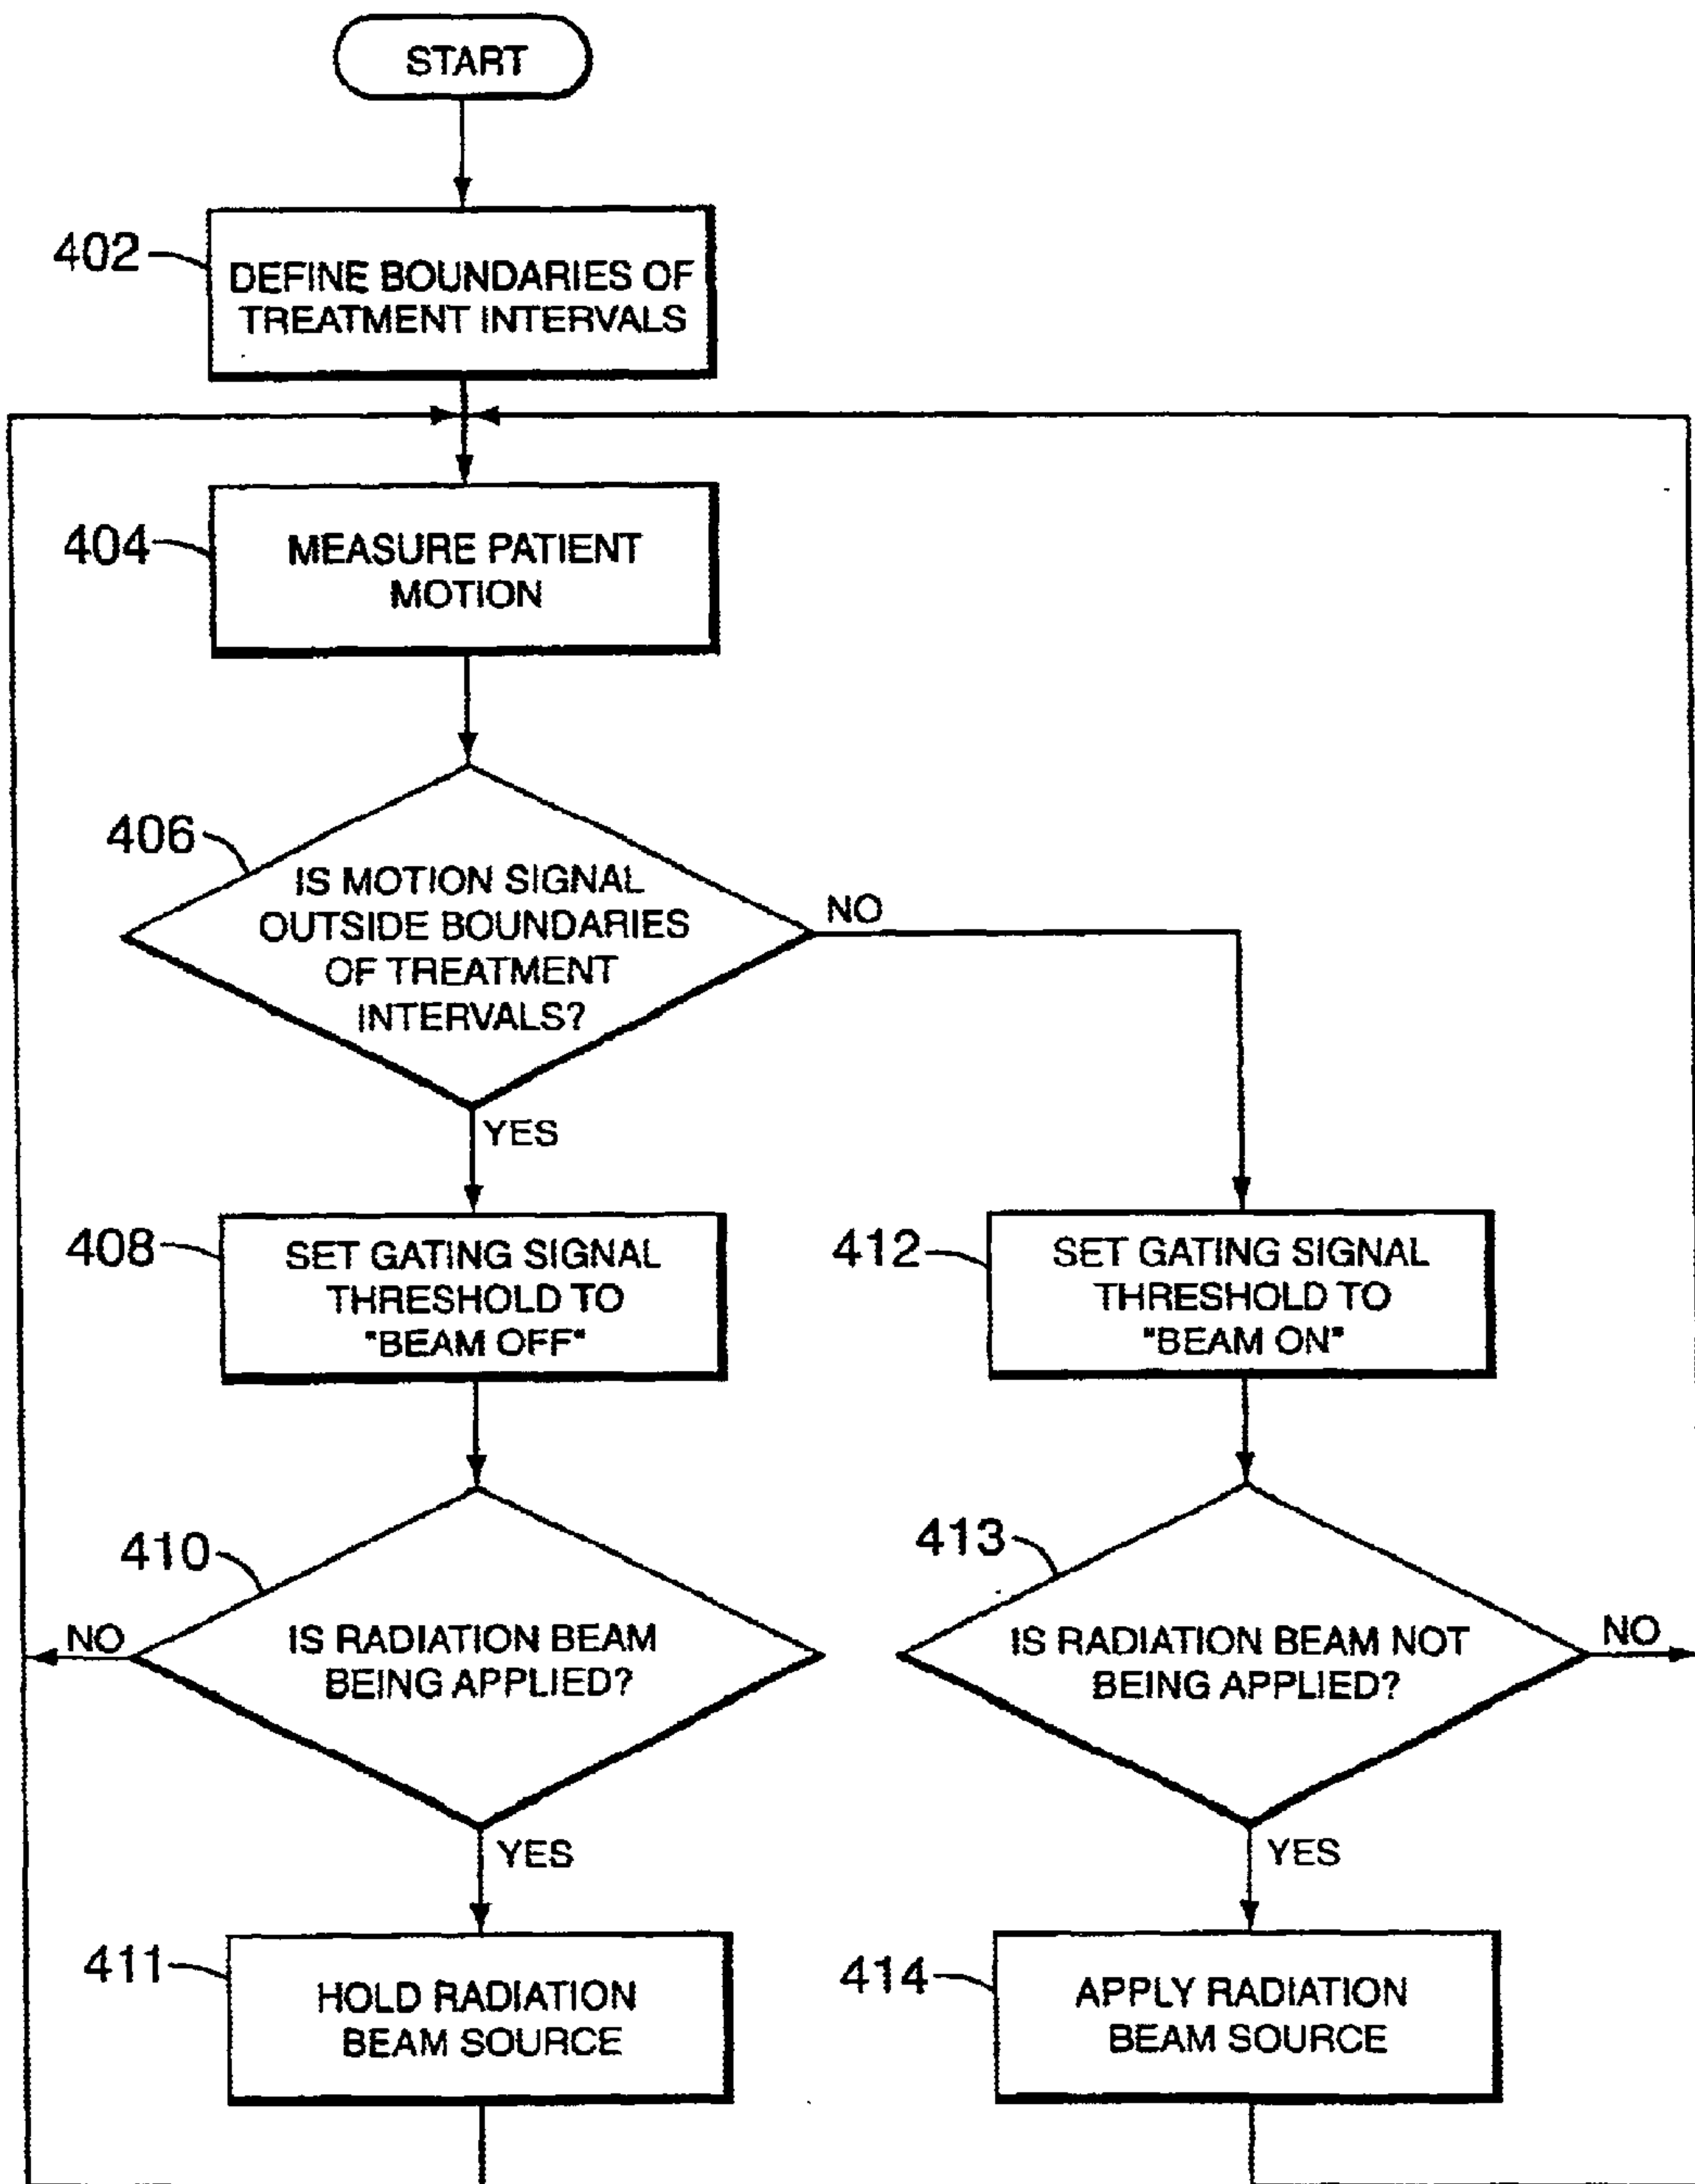 START
402
DEFINE BOUNDARIES OF
TREATMENT INTERVALS
404
MEASURE PATIENT
MOTION
406
IS MOTION SIGNAL
OUTSIDE BOUNDARIES
OF TREATMENT
INTERVALS?
NO
YES
408
SET GATING SIGNAL
THRESHOLD TO
"BEAM OFF"
412
SET GATING SIGNAL
THRESHOLD TO
"BEAM ON"
410
IS RADIATION BEAM
BEING APPLIED?
NO
YES
413
IS RADIATION BEAM NOT
BEING APPLIED?
NO
YES
411
HOLD RADIATION
BEAM SOURCE
414
APPLY RADIATION
BEAM SOURCE